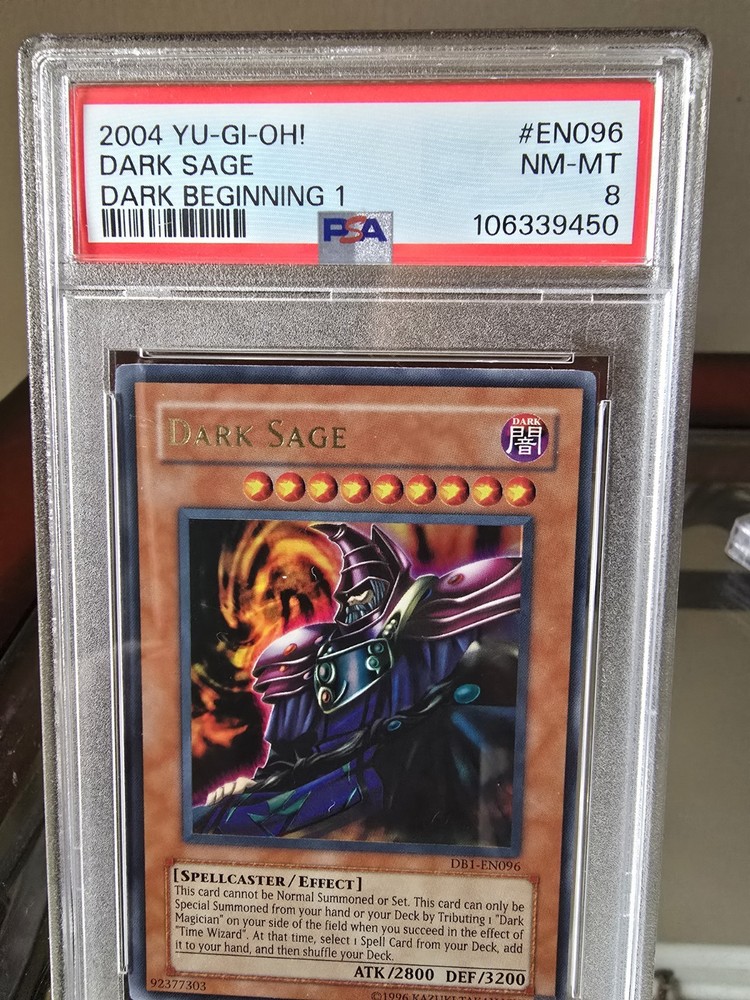 2004 YU-GI-OH! #EN096
DARK SAGE NM-MT
DARK BEGINNING 1 8
PSA 106339450
DARK SAGE
DARK
闇
DB1-EN096
[SPELLCASTER/EFFECT]
This card cannot be Normal Summoned or Set. This card can only be
Special Summoned from your hand or your Deck by Tributing 1 "Dark
Magician" on your side of the field when you succeed in the effect of
"Time Wizard". At that time, select 1 Spell Card from your Deck, add
it to your hand, and then shuffle your Deck.
ATK/2800 DEF/3200
92377303
©1996 KAZUKI